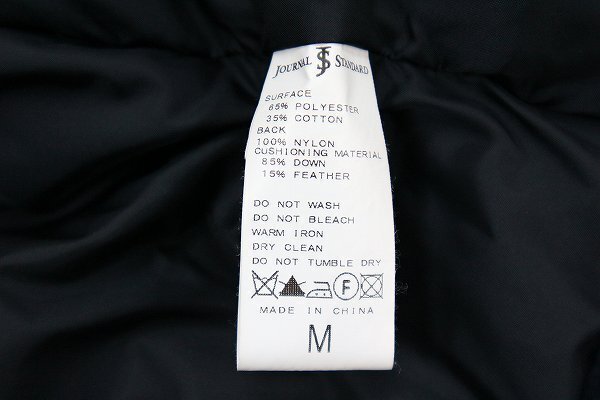 JOURNAL JS STANDARD
SURFACE
65% POLYESTER
35% COTTON
BACK
100% NYLON
CUSHIONING MATERIAL
85% DOWN
15% FEATHER
DO NOT WASH
DO NOT BLEACH
WARM IRON
DRY CLEAN
DO NOT TUMBLE DRY
F
MADE IN CHINA
M